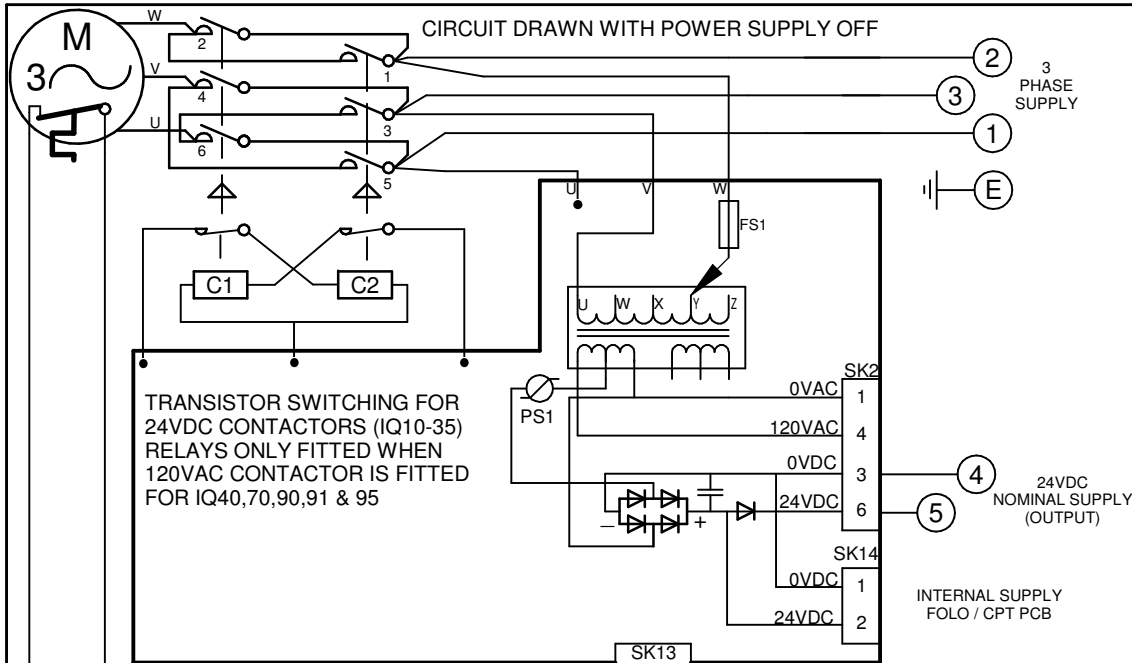 W
CIRCUIT DRAWN WITH POWER SUPPLY OFF
M
3
2
1
2
3
PHASE
SUPPLY
V
4
3
3
U
6
5
1
U
V
W
E
FS1
C1
C2
U
W
X
Y
Z
SK2
PS1
0VAC
1
120VAC
4
0VDC
3
4
24VDC
NOMINAL SUPPLY
(OUTPUT)
24VDC
6
5
TRANSISTOR SWITCHING FOR
24VDC CONTACTORS (IQ10-35)
RELAYS ONLY FITTED WHEN
120VAC CONTACTOR IS FITTED
FOR IQ40,70,90,91 & 95
–
+
SK14
0VDC
1
INTERNAL SUPPLY
FOLO / CPT PCB
24VDC
2
SK13